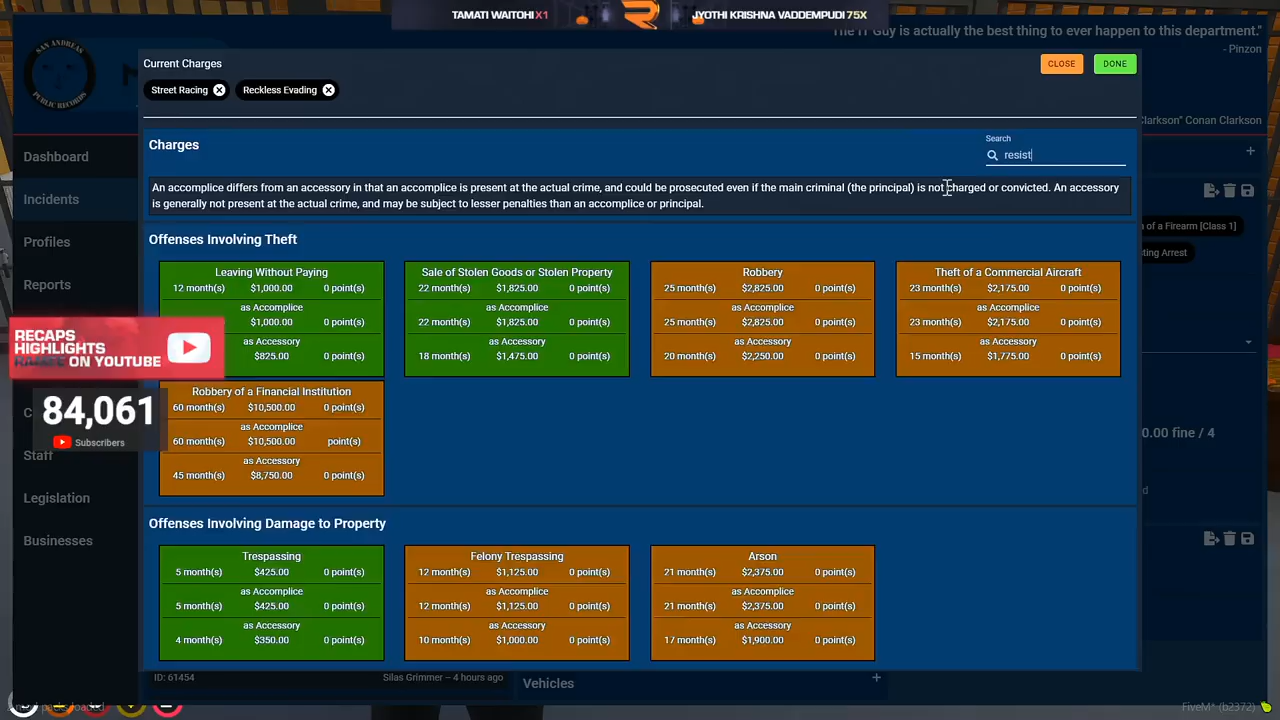 TAMATI WAITOHI X1
JYOTHI KRISHNA VADDEMPUDI 75X
The IT Guy is actually the best thing to ever happen to this department."
- Pinzon
SAN ANDREAS
PUBLIC RECORDS
Clarkson" Conan Clarkson
Dashboard
Incidents
Profiles
Reports
Staff
Legislation
Businesses
RECAPS
HIGHLIGHTS
ON YOUTUBE
84,061
Subscribers
Current Charges
CLOSE
DONE
Street Racing
Reckless Evading
Charges
Search
resist
An accomplice differs from an accessory in that an accomplice is present at the actual crime, and could be prosecuted even if the main criminal (the principal) is not charged or convicted. An accessory
is generally not present at the actual crime, and may be subject to lesser penalties than an accomplice or principal.
Offenses Involving Theft
Leaving Without Paying
12 month(s) $1,000.00 0 point(s)
as Accomplice
$1,000.00 0 point(s)
as Accessory
$825.00 0 point(s)
Sale of Stolen Goods or Stolen Property
22 month(s) $1,825.00 0 point(s)
as Accomplice
22 month(s) $1,825.00 0 point(s)
as Accessory
18 month(s) $1,475.00 0 point(s)
Robbery
25 month(s) $2,825.00 0 point(s)
as Accomplice
25 month(s) $2,825.00 0 point(s)
as Accessory
20 month(s) $2,250.00 0 point(s)
Theft of a Commercial Aircraft
23 month(s) $2,175.00 0 point(s)
as Accomplice
23 month(s) $2,175.00 0 point(s)
as Accessory
15 month(s) $1,775.00 0 point(s)
Robbery of a Financial Institution
60 month(s) $10,500.00 0 point(s)
as Accomplice
60 month(s) $10,500.00 point(s)
as Accessory
45 month(s) $8,750.00 0 point(s)
Offenses Involving Damage to Property
Trespassing
5 month(s) $425.00 0 point(s)
as Accomplice
5 month(s) $425.00 0 point(s)
as Accessory
4 month(s) $350.00 0 point(s)
Felony Trespassing
12 month(s) $1,125.00 0 point(s)
as Accomplice
12 month(s) $1,125.00 0 point(s)
as Accessory
10 month(s) $1,000.00 0 point(s)
Arson
21 month(s) $2,375.00 0 point(s)
as Accomplice
21 month(s) $2,375.00 0 point(s)
as Accessory
17 month(s) $1,900.00 0 point(s)
of a Firearm [Class 1]
ting Arrest
0.00 fine / 4
ID: 61454
Silas Grimmer – 4 hours ago
Vehicles
loaded
FiveM* (b2372)